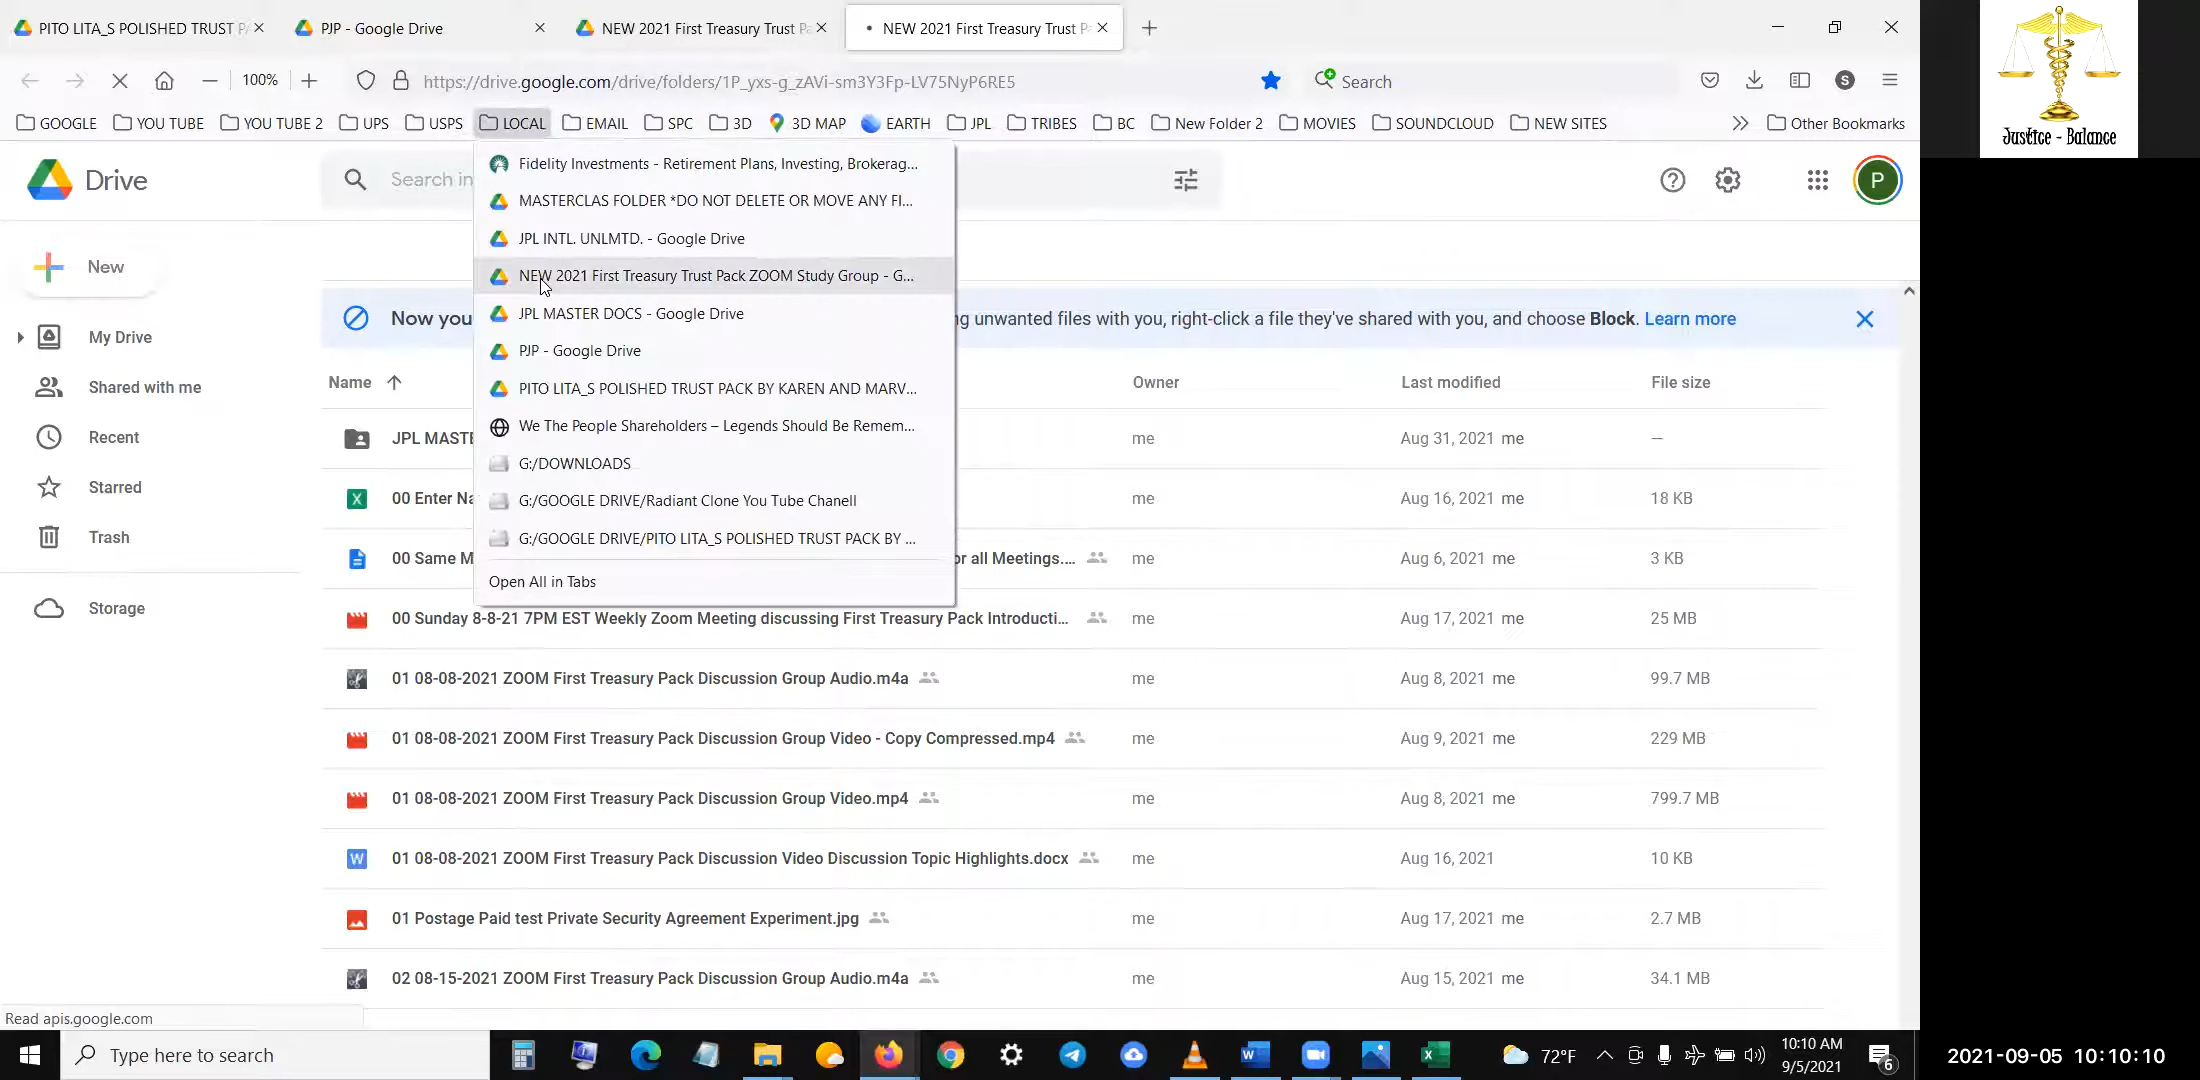 PITO LITA_S POLISHED TRUST P
PJP - Google Drive
NEW 2021 First Treasury Trust P
NEW 2021 First Treasury Trust P
100%
https://drive.google.com/drive/folders/1P_yxs-g_zAVi-sm3Y3Fp-LV75NyP6RE5
Search
S
GOOGLE
YOU TUBE
YOU TUBE 2
UPS
USPS
LOCAL
EMAIL
SPC
3D
3D MAP
EARTH
JPL
TRIBES
BC
New Folder 2
MOVIES
SOUNDCLOUD
NEW SITES
Other Bookmarks
Justice - Balance
Drive
Search in
P
Fidelity Investments - Retirement Plans, Investing, Brokerag...
MASTERCLAS FOLDER *DO NOT DELETE OR MOVE ANY FI...
JPL INTL. UNLMTD. - Google Drive
NEW 2021 First Treasury Trust Pack ZOOM Study Group - G...
JPL MASTER DOCS - Google Drive
PJP - Google Drive
PITO LITA_S POLISHED TRUST PACK BY KAREN AND MARV...
We The People Shareholders – Legends Should Be Remem...
G:/DOWNLOADS
G:/GOOGLE DRIVE/Radiant Clone You Tube Chanell
G:/GOOGLE DRIVE/PITO LITA_S POLISHED TRUST PACK BY ...
Open All in Tabs
New
My Drive
Shared with me
Recent
Starred
Trash
Storage
Now you
ng unwanted files with you, right-click a file they've shared with you, and choose Block. Learn more
Name Owner Last modified File size
JPL MASTE me Aug 31, 2021 me —
00 Enter Na me Aug 16, 2021 me 18 KB
00 Same M or all Meetings.... me Aug 6, 2021 me 3 KB
00 Sunday 8-8-21 7PM EST Weekly Zoom Meeting discussing First Treasury Pack Introducti... me Aug 17, 2021 me 25 MB
01 08-08-2021 ZOOM First Treasury Pack Discussion Group Audio.m4a me Aug 8, 2021 me 99.7 MB
01 08-08-2021 ZOOM First Treasury Pack Discussion Group Video - Copy Compressed.mp4 me Aug 9, 2021 me 229 MB
01 08-08-2021 ZOOM First Treasury Pack Discussion Group Video.mp4 me Aug 8, 2021 me 799.7 MB
01 08-08-2021 ZOOM First Treasury Pack Discussion Video Discussion Topic Highlights.docx me Aug 16, 2021 10 KB
01 Postage Paid test Private Security Agreement Experiment.jpg me Aug 17, 2021 me 2.7 MB
02 08-15-2021 ZOOM First Treasury Pack Discussion Group Audio.m4a me Aug 15, 2021 me 34.1 MB
Read apis.google.com
Type here to search
72°F
10:10 AM
9/5/2021
6
2021-09-05 10:10:10